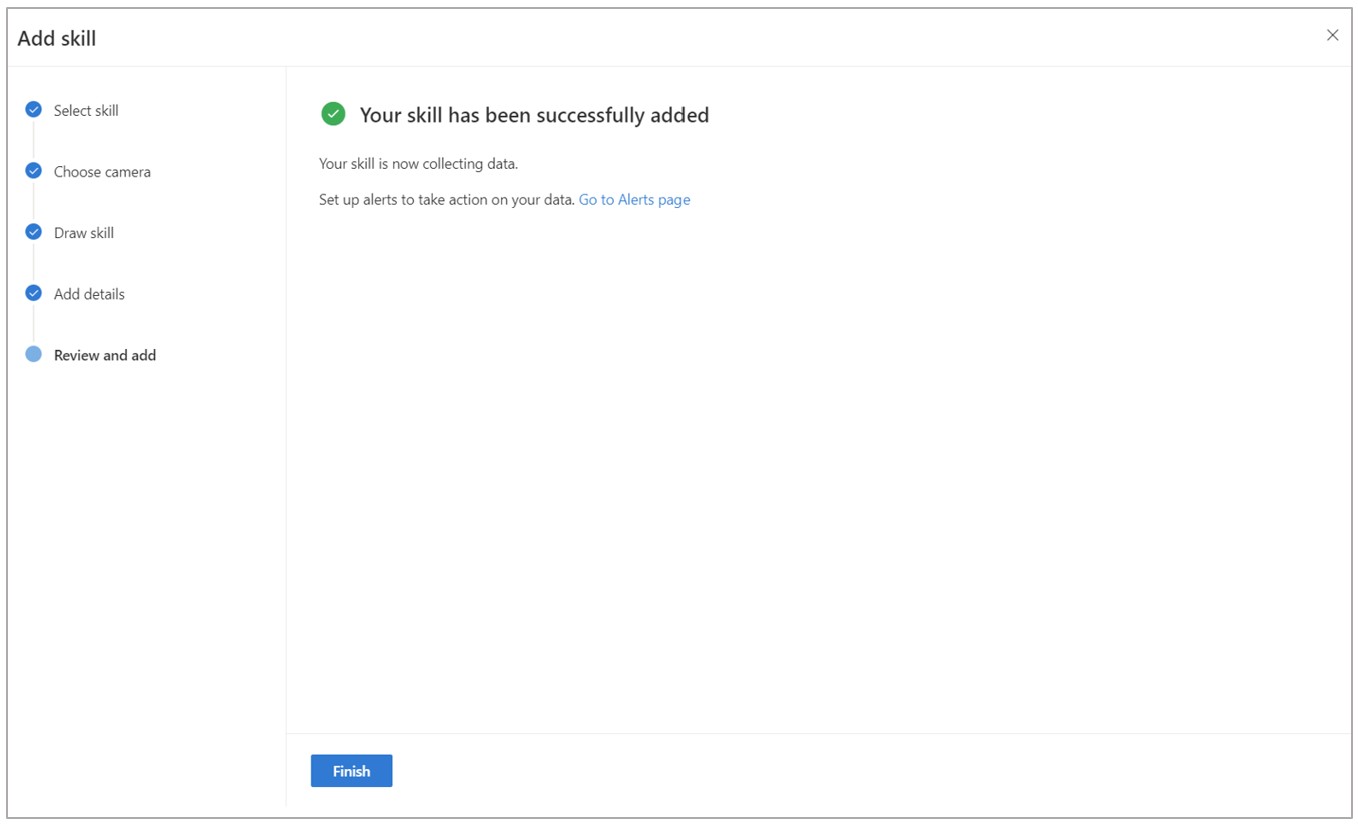 Add skill
Select skill
Choose camera
Draw skill
Add details
Review and add
Your skill has been successfully added
Your skill is now collecting data.
Set up alerts to take action on your data. Go to Alerts page
Finish